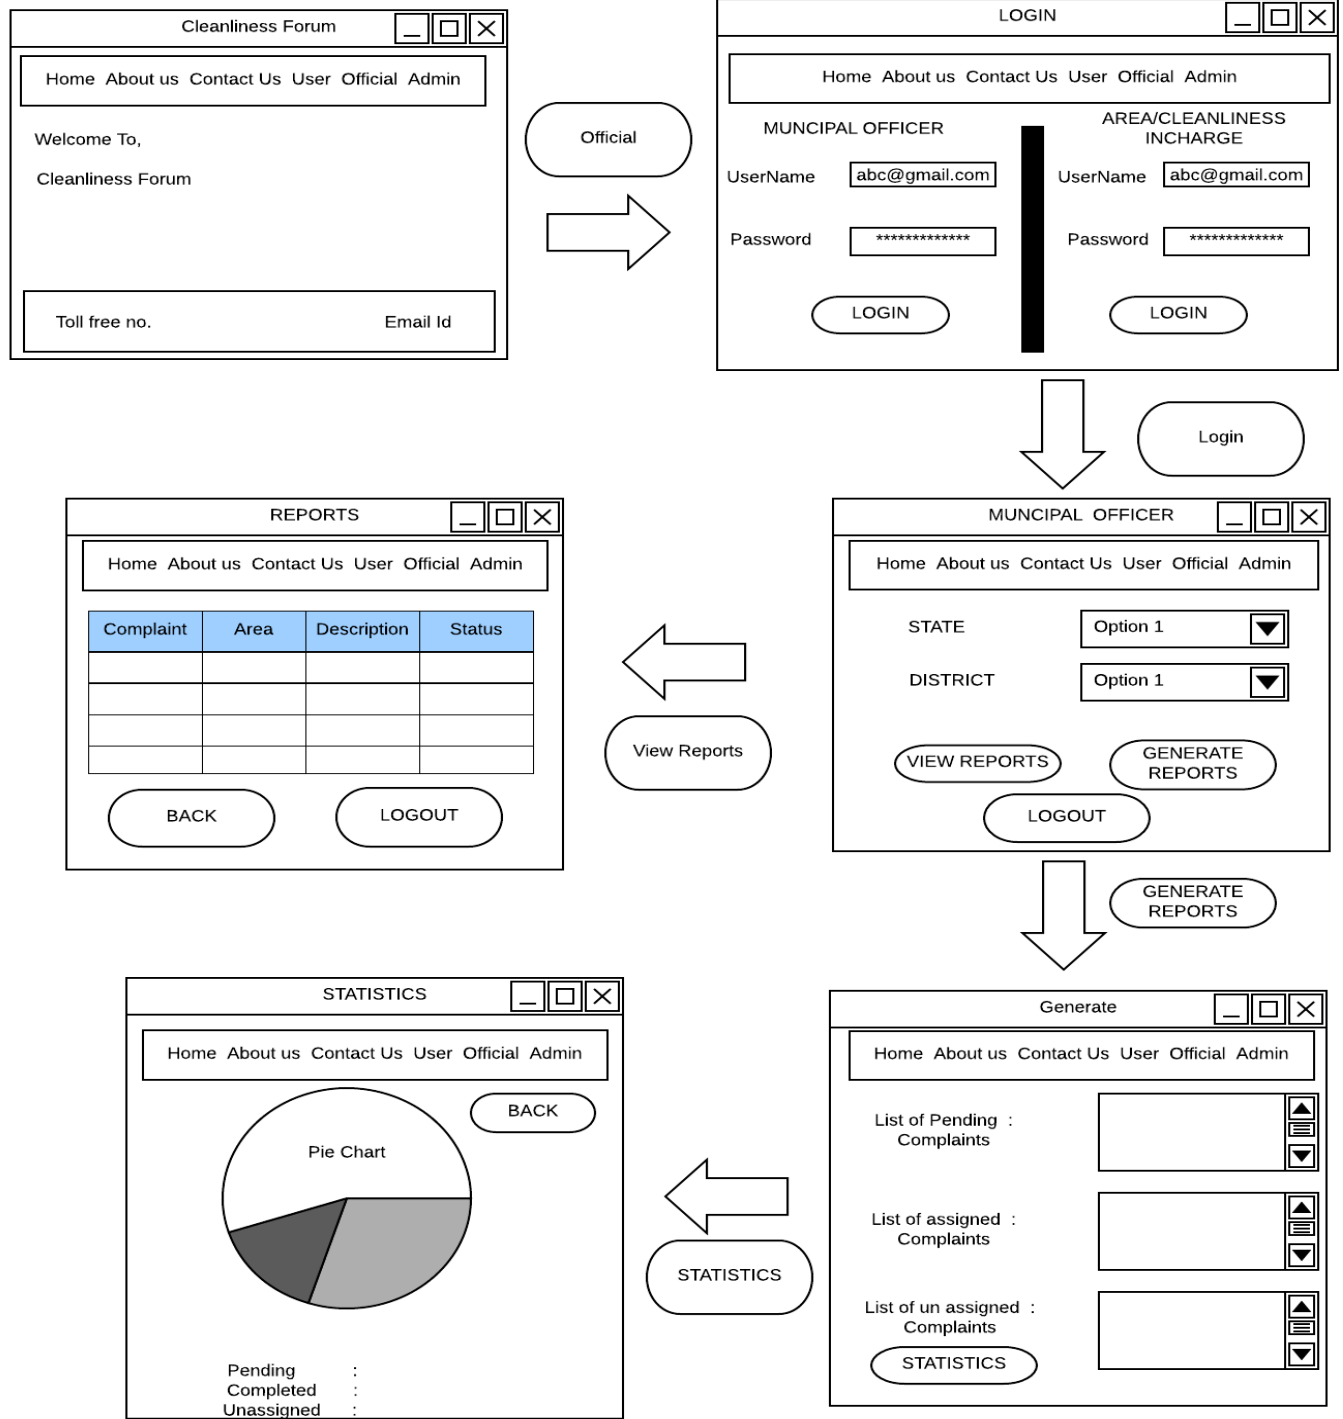 Cleanliness Forum
Home About us Contact Us User Official Admin
Welcome To,
Cleanliness Forum
Toll free no. Email Id
Official
LOGIN
Home About us Contact Us User Official Admin
MUNCIPAL OFFICER
UserName abc@gmail.com
Password *************
LOGIN
AREA/CLEANLINESS
INCHARGE
UserName abc@gmail.com
Password *************
LOGIN
Login
MUNCIPAL OFFICER
Home About us Contact Us User Official Admin
STATE Option 1
DISTRICT Option 1
VIEW REPORTS
GENERATE
REPORTS
LOGOUT
View Reports
REPORTS
Home About us Contact Us User Official Admin
Complaint Area Description Status
BACK LOGOUT
GENERATE
REPORTS
Generate
Home About us Contact Us User Official Admin
List of Pending :
Complaints
List of assigned :
Complaints
List of un assigned :
Complaints
STATISTICS
STATISTICS
STATISTICS
Home About us Contact Us User Official Admin
BACK
Pie Chart
Pending :
Completed :
Unassigned :